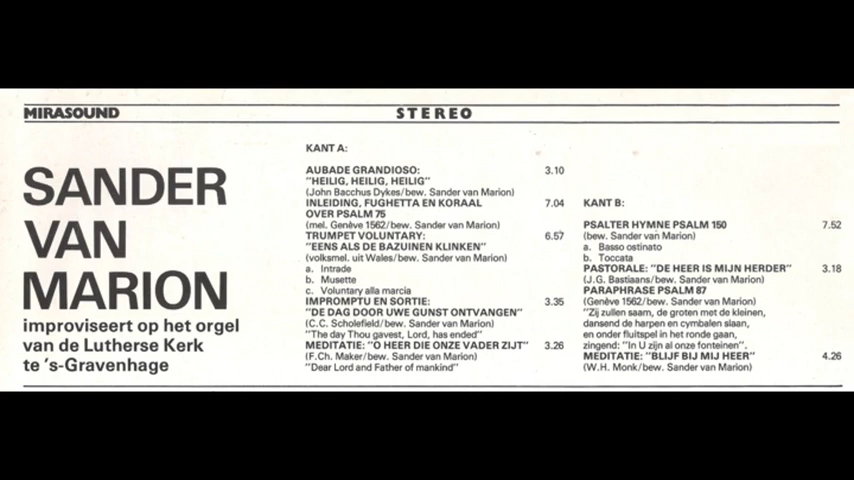 MIRASOUND
STEREO
SANDER
VAN
MARION
improviseert op het orgel
van de Lutherse Kerk
te 's-Gravenhage
KANT A:
AUBADE GRANDIOSO: 3.10
"HEILIG, HEILIG, HEILIG"
(John Bacchus Dykes/bew. Sander van Marion)
INLEIDING, FUGHETTA EN KORAAL 7.04
OVER PSALM 75
(mel. Genève 1562/bew. Sander van Marion)
TRUMPET VOLUNTARY: 6.57
"EENS ALS DE BAZUINEN KLINKEN"
(volksmel. uit Wales/bew. Sander van Marion)
a. Intrade
b. Musette
c. Voluntary alla marcia
IMPROMPTU EN SORTIE: 3.35
"DE DAG DOOR UWE GUNST ONTVANGEN"
(C.C. Scholefield/bew. Sander van Marion)
"The day Thou gavest, Lord, has ended"
MEDITATIE: "O HEER DIE ONZE VADER ZIJT" 3.26
(F.Ch. Maker/bew. Sander van Marion)
"Dear Lord and Father of mankind"
KANT B:
PSALTER HYMNE PSALM 150 7.52
(bew. Sander van Marion)
a. Basso ostinato
b. Toccata
PASTORALE: "DE HEER IS MIJN HERDER" 3.18
(J.G. Bastiaans/bew. Sander van Marion)
PARAPHRASE PSALM 87
(Genève 1562/bew. Sander van Marion)
"Zij zullen saam, de groten met de kleinen,
dansend de harpen en cymbalen slaan,
en onder fluitspel in het ronde gaan,
zingend: "In U zijn al onze fonteinen".
MEDITATIE: "BLIJF BIJ MIJ HEER" 4.26
(W.H. Monk/bew. Sander van Marion)